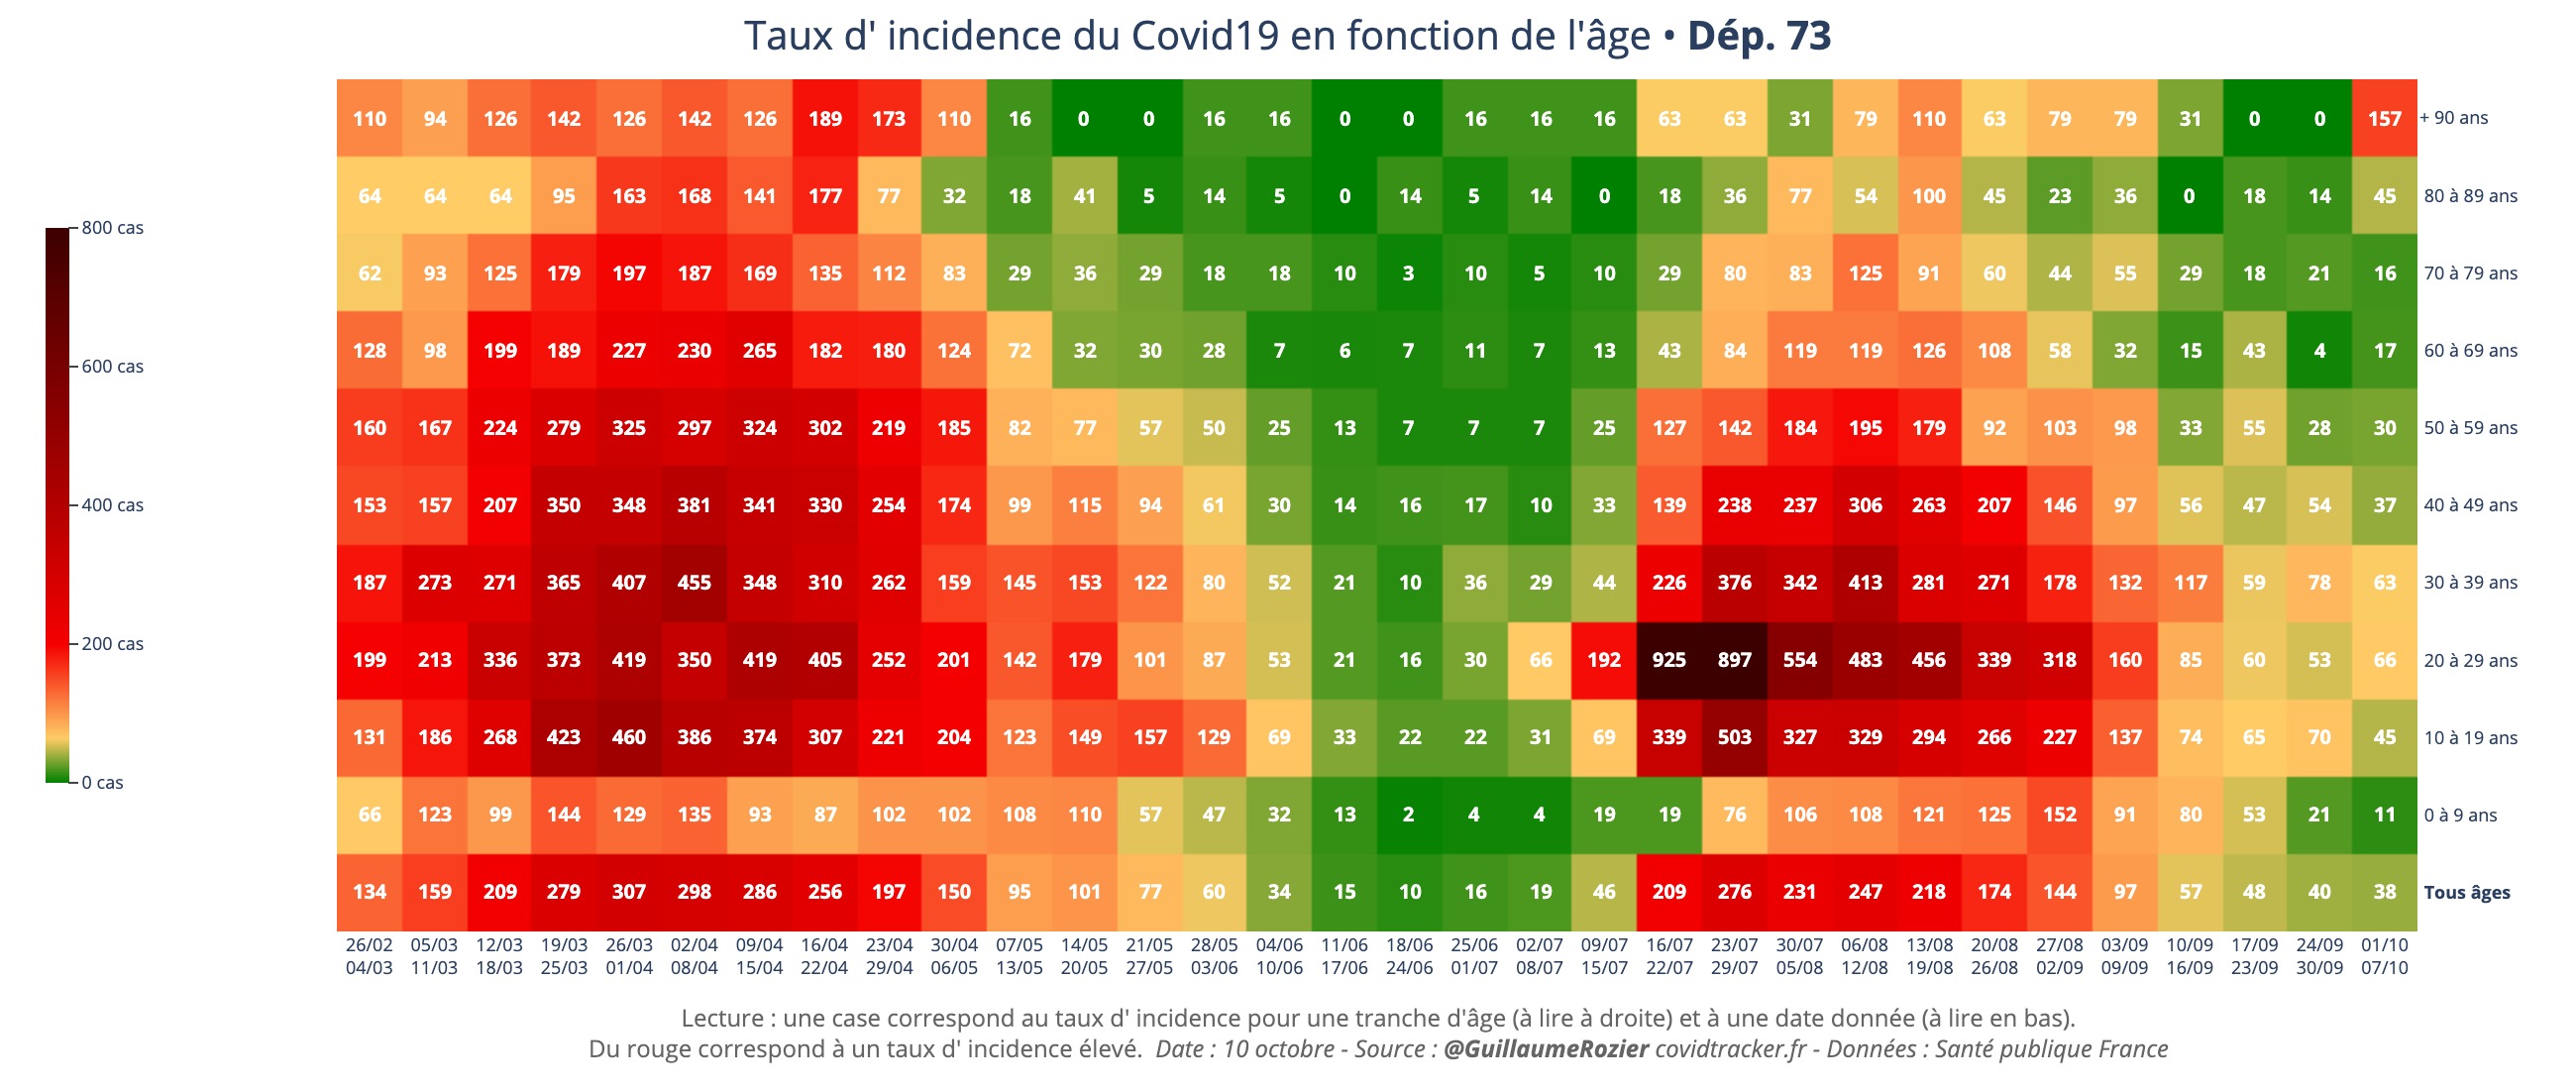 Taux d' incidence du Covid19 en fonction de l'âge • Dép. 73
800 cas
600 cas
400 cas
200 cas
0 cas
110 94 126 142 126 142 126 189 173 110 16 0 0 16 16 0 0 16 16 16 63 63 31 79 110 63 79 79 31 0 0 157 + 90 ans
64 64 64 95 163 168 141 177 77 32 18 41 5 14 5 0 14 5 14 0 18 36 77 54 100 45 23 36 0 18 14 45 80 à 89 ans
62 93 125 179 197 187 169 135 112 83 29 36 29 18 18 10 3 10 5 10 29 80 83 125 91 60 44 55 29 18 21 16 70 à 79 ans
128 98 199 189 227 230 265 182 180 124 72 32 30 28 7 6 7 11 7 13 43 84 119 119 126 108 58 32 15 43 4 17 60 à 69 ans
160 167 224 279 325 297 324 302 219 185 82 77 57 50 25 13 7 7 7 25 127 142 184 195 179 92 103 98 33 55 28 30 50 à 59 ans
153 157 207 350 348 381 341 330 254 174 99 115 94 61 30 14 16 17 10 33 139 238 237 306 263 207 146 97 56 47 54 37 40 à 49 ans
187 273 271 365 407 455 348 310 262 159 145 153 122 80 52 21 10 36 29 44 226 376 342 413 281 271 178 132 117 59 78 63 30 à 39 ans
199 213 336 373 419 350 419 405 252 201 142 179 101 87 53 21 16 30 66 192 925 897 554 483 456 339 318 160 85 60 53 66 20 à 29 ans
131 186 268 423 460 386 374 307 221 204 123 149 157 129 69 33 22 22 31 69 339 503 327 329 294 266 227 137 74 65 70 45 10 à 19 ans
66 123 99 144 129 135 93 87 102 102 108 110 57 47 32 13 2 4 4 19 19 76 106 108 121 125 152 91 80 53 21 11 0 à 9 ans
134 159 209 279 307 298 286 256 197 150 95 101 77 60 34 15 10 16 19 46 209 276 231 247 218 174 144 97 57 48 40 38 Tous âges
26/02 05/03 12/03 19/03 26/03 02/04 09/04 16/04 23/04 30/04 07/05 14/05 21/05 28/05 04/06 11/06 18/06 25/06 02/07 09/07 16/07 23/07 30/07 06/08 13/08 20/08 27/08 03/09 10/09 17/09 24/09 01/10
04/03 11/03 18/03 25/03 01/04 08/04 15/04 22/04 29/04 06/05 13/05 20/05 27/05 03/06 10/06 17/06 24/06 01/07 08/07 15/07 22/07 29/07 05/08 12/08 19/08 26/08 02/09 09/09 16/09 23/09 30/09 07/10
Lecture : une case correspond au taux d' incidence pour une tranche d'âge (à lire à droite) et à une date donnée (à lire en bas).
Du rouge correspond à un taux d' incidence élevé. Date : 10 octobre - Source : @GuillaumeRozier covidtracker.fr - Données : Santé publique France